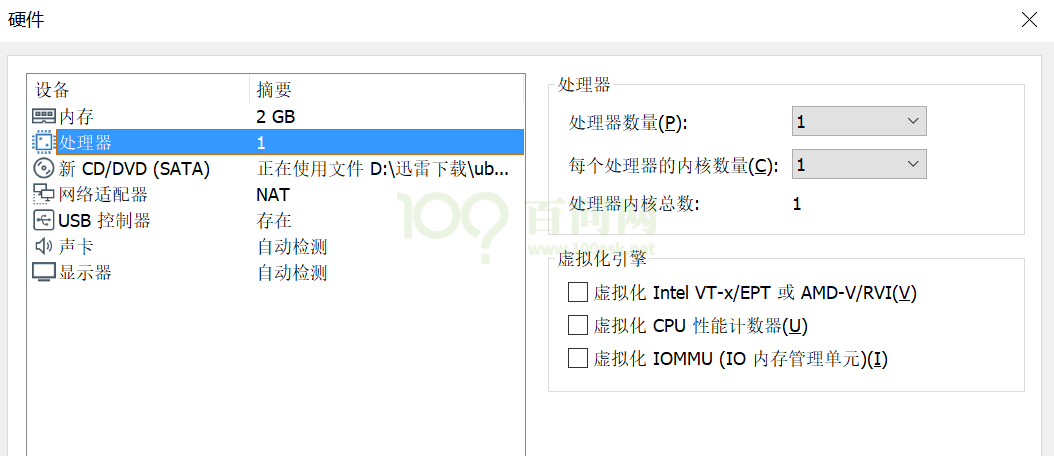 硬件
设备 摘要
内存 2 GB
处理器 1
新 CD/DVD (SATA) 正在使用文件 D:\迅雷下载\ub...
网络适配器 NAT
USB 控制器 存在
声卡 自动检测
显示器 自动检测
处理器
处理器数量(P): 1
每个处理器的内核数量(C): 1
处理器内核总数: 1
虚拟化引擎
虚拟化 Intel VT-x/EPT 或 AMD-V/RVI(V)
虚拟化 CPU 性能计数器(U)
虚拟化 IOMMU (IO 内存管理单元)(I)
100 百问网
www.100ask.net